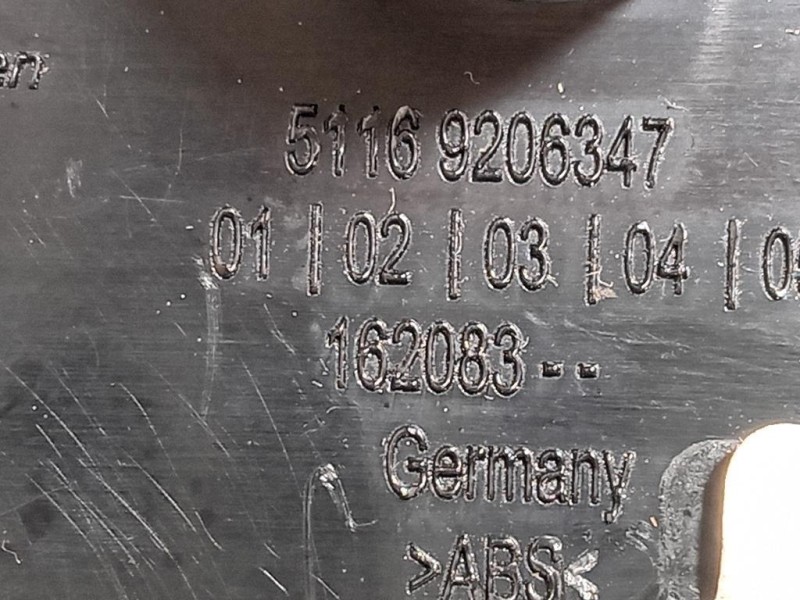 5116 9206347
01 | 02 | 03 | 04 |
162083--
Germany
>ABS<